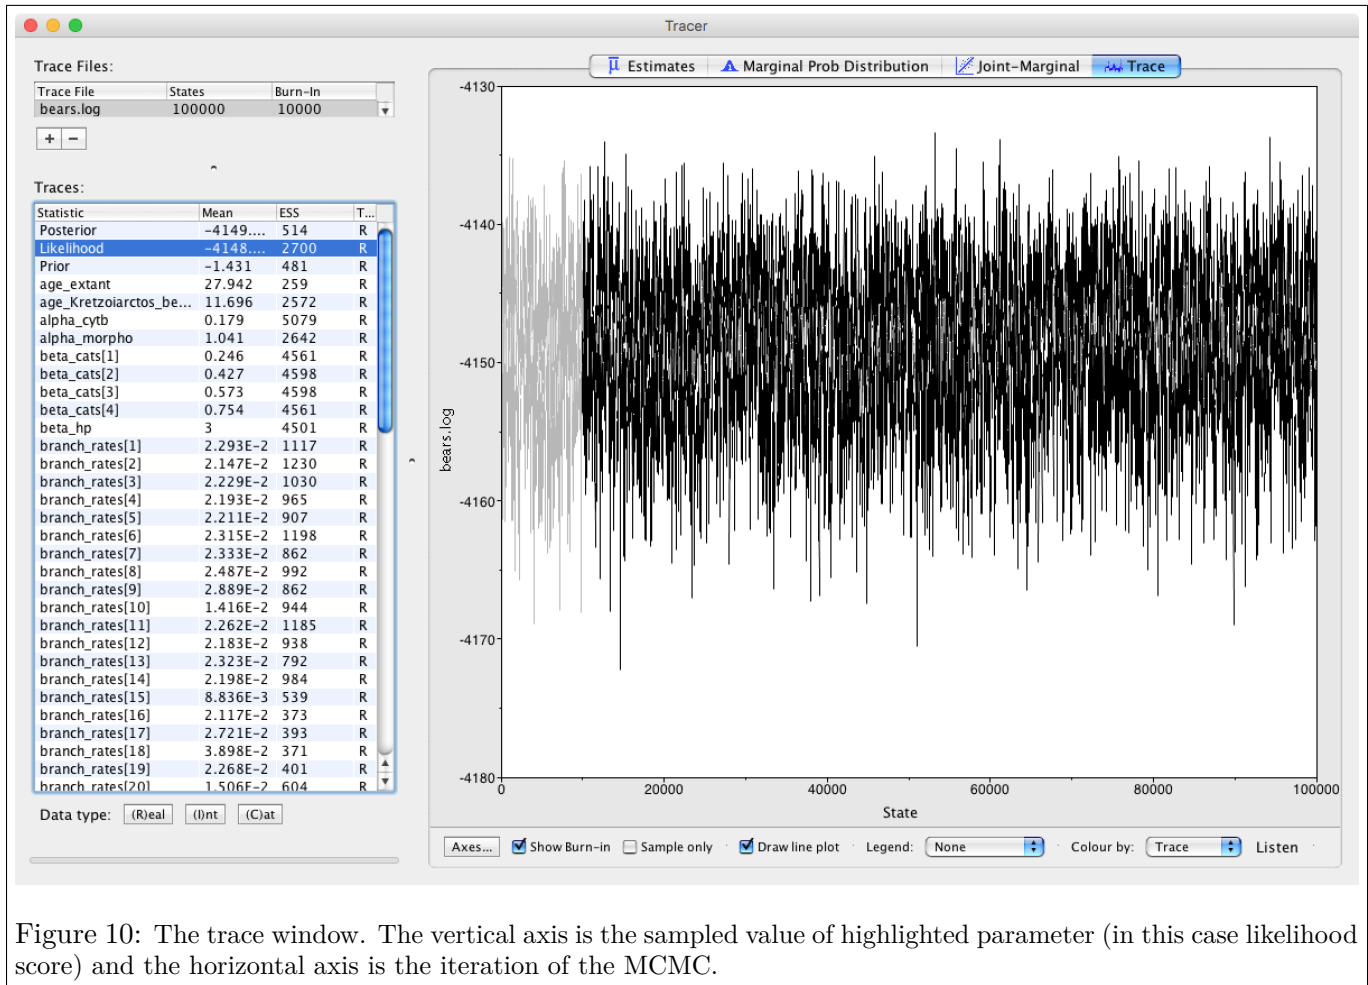 Tracer
Trace Files:
Trace File States Burn-In
bears.log 100000 10000
+ −
Traces:
Statistic Mean ESS T...
Posterior -4149.... 514 R
Likelihood -4148.... 2700 R
Prior -1.431 481 R
age_extant 27.942 259 R
age_Kretzoiarctos_be... 11.696 2572 R
alpha_cytb 0.179 5079 R
alpha_morpho 1.041 2642 R
beta_cats[1] 0.246 4561 R
beta_cats[2] 0.427 4598 R
beta_cats[3] 0.573 4598 R
beta_cats[4] 0.754 4561 R
beta_hp 3 4501 R
branch_rates[1] 2.293E-2 1117 R
branch_rates[2] 2.147E-2 1230 R
branch_rates[3] 2.229E-2 1030 R
branch_rates[4] 2.193E-2 965 R
branch_rates[5] 2.211E-2 907 R
branch_rates[6] 2.315E-2 1198 R
branch_rates[7] 2.333E-2 862 R
branch_rates[8] 2.487E-2 992 R
branch_rates[9] 2.889E-2 862 R
branch_rates[10] 1.416E-2 944 R
branch_rates[11] 2.262E-2 1185 R
branch_rates[12] 2.183E-2 938 R
branch_rates[13] 2.323E-2 792 R
branch_rates[14] 2.198E-2 984 R
branch_rates[15] 8.836E-3 539 R
branch_rates[16] 2.117E-2 373 R
branch_rates[17] 2.721E-2 393 R
branch_rates[18] 3.898E-2 371 R
branch_rates[19] 2.268E-2 401 R
branch_rates[20] 1.506E-2 604 R
Data type: (R)eal (I)nt (C)at
μ Estimates Marginal Prob Distribution Joint-Marginal Trace
-4130
-4140
-4150
-4160
-4170
-4180
bears.log
0 20000 40000 60000 80000 100000
State
Axes... Show Burn-in Sample only Draw line plot Legend: None Colour by: Trace Listen
Figure 10: The trace window. The vertical axis is the sampled value of highlighted parameter (in this case likelihood
score) and the horizontal axis is the iteration of the MCMC.